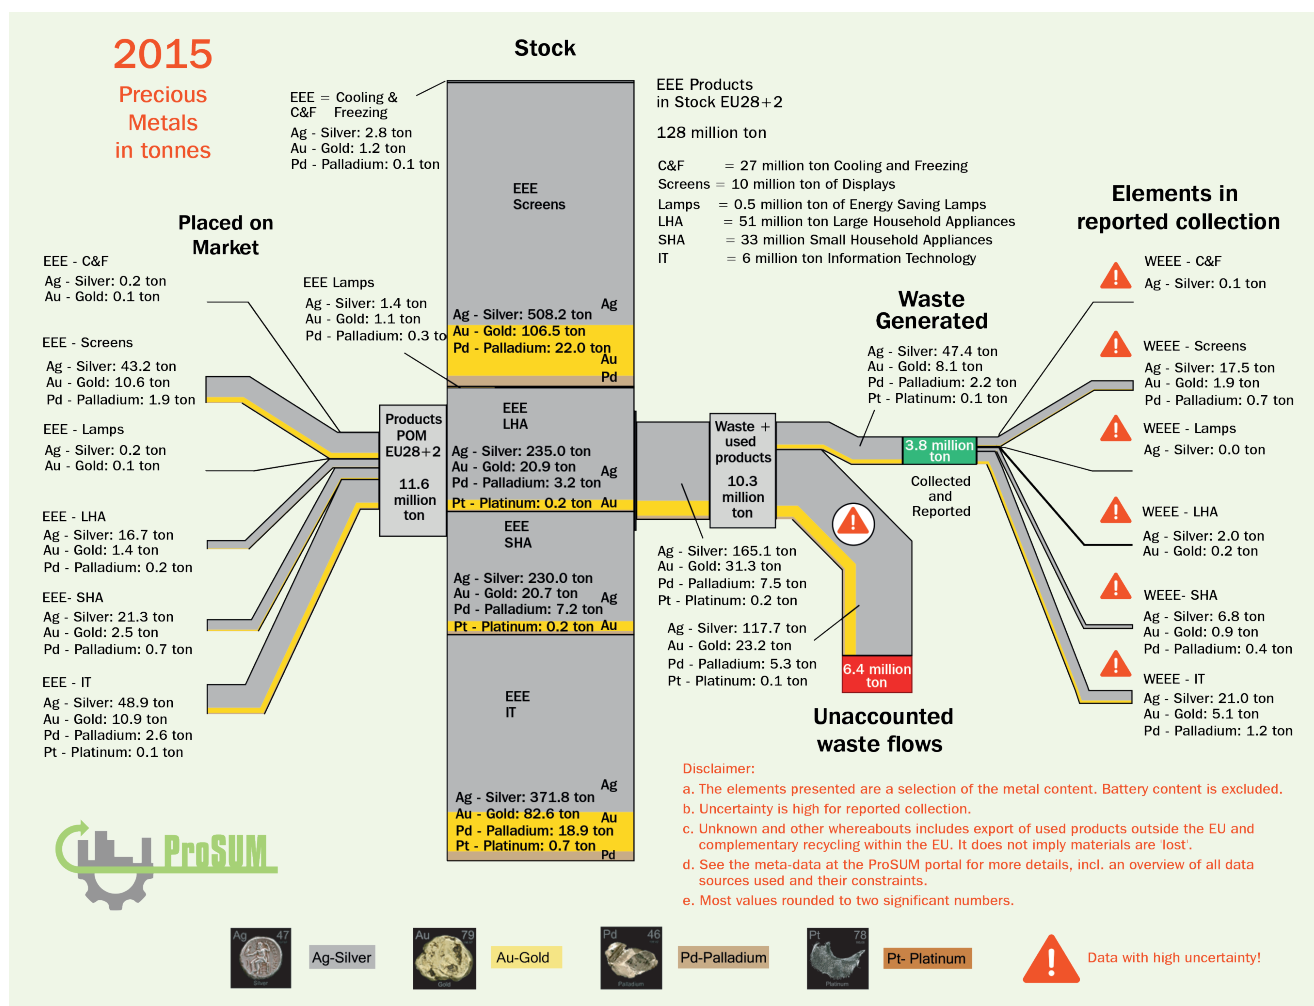 2015
Precious
Metals
in tonnes
Stock
EEE = Cooling &
C&F Freezing
Ag - Silver: 2.8 ton
Au - Gold: 1.2 ton
Pd - Palladium: 0.1 ton
EEE
Screens
Ag
Ag - Silver: 508.2 ton
Au - Gold: 106.5 ton
Pd - Palladium: 22.0 ton
Au
Pd
EEE Products
in Stock EU28+2
128 million ton
C&F = 27 million ton Cooling and Freezing
Screens = 10 million ton of Displays
Lamps = 0.5 million ton of Energy Saving Lamps
LHA = 51 million ton Large Household Appliances
SHA = 33 million Small Household Appliances
IT = 6 million ton Information Technology
Placed on
Market
EEE - C&F
Ag - Silver: 0.2 ton
Au - Gold: 0.1 ton
EEE - Screens
Ag - Silver: 43.2 ton
Au - Gold: 10.6 ton
Pd - Palladium: 1.9 ton
EEE - Lamps
Ag - Silver: 0.2 ton
Au - Gold: 0.1 ton
EEE - LHA
Ag - Silver: 16.7 ton
Au - Gold: 1.4 ton
Pd - Palladium: 0.2 ton
EEE- SHA
Ag - Silver: 21.3 ton
Au - Gold: 2.5 ton
Pd - Palladium: 0.7 ton
EEE - IT
Ag - Silver: 48.9 ton
Au - Gold: 10.9 ton
Pd - Palladium: 2.6 ton
Pt - Platinum: 0.1 ton
EEE Lamps
Ag - Silver: 1.4 ton
Au - Gold: 1.1 ton
Pd - Palladium: 0.3 to
Products
POM
EU28+2
11.6
million
ton
EEE
LHA
Ag - Silver: 235.0 ton
Au - Gold: 20.9 ton
Ag
Pd - Palladium: 3.2 ton
Pt - Platinum: 0.2 ton Au
EEE
SHA
Ag - Silver: 230.0 ton
Au - Gold: 20.7 ton
Ag
Pd - Palladium: 7.2 ton
Pt - Platinum: 0.2 ton Au
EEE
IT
Ag
Ag - Silver: 371.8 ton
Au - Gold: 82.6 ton Au
Pd - Palladium: 18.9 ton
Pt - Platinum: 0.7 ton
Pd
Waste +
used
products
10.3
million
ton
Ag - Silver: 165.1 ton
Au - Gold: 31.3 ton
Pd - Palladium: 7.5 ton
Pt - Platinum: 0.2 ton
Ag - Silver: 117.7 ton
Au - Gold: 23.2 ton
Pd - Palladium: 5.3 ton
Pt - Platinum: 0.1 ton
Waste
Generated
Ag - Silver: 47.4 ton
Au - Gold: 8.1 ton
Pd - Palladium: 2.2 ton
Pt - Platinum: 0.1 ton
3.8 million
ton
Collected
and
Reported
6.4 million
ton
Unaccounted
waste flows
Elements in
reported collection
WEEE - C&F
Ag - Silver: 0.1 ton
WEEE - Screens
Ag - Silver: 17.5 ton
Au - Gold: 1.9 ton
Pd - Palladium: 0.7 ton
WEEE - Lamps
Ag - Silver: 0.0 ton
WEEE - LHA
Ag - Silver: 2.0 ton
Au - Gold: 0.2 ton
WEEE- SHA
Ag - Silver: 6.8 ton
Au - Gold: 0.9 ton
Pd - Palladium: 0.4 ton
WEEE - IT
Ag - Silver: 21.0 ton
Au - Gold: 5.1 ton
Pd - Palladium: 1.2 ton
Disclaimer:
a. The elements presented are a selection of the metal content. Battery content is excluded.
b. Uncertainty is high for reported collection.
c. Unknown and other whereabouts includes export of used products outside the EU and
complementary recycling within the EU. It does not imply materials are 'lost'.
d. See the meta-data at the ProSUM portal for more details, incl. an overview of all data
sources used and their constraints.
e. Most values rounded to two significant numbers.
ProSUM
Ag 47
Silver
Ag-Silver
Au 79
Gold
Au-Gold
Pd 46
Palladium
Pd-Palladium
Pt 78
Platinum
Pt- Platinum
Data with high uncertainty!